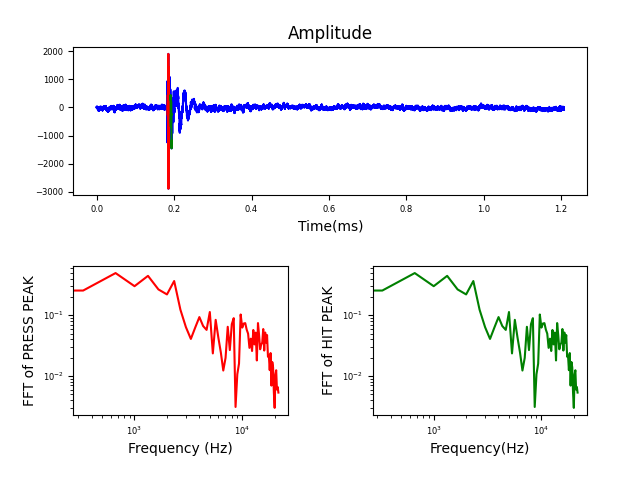 Amplitude
2000
1000
0
−1000
−2000
−3000
0.0 0.2 0.4 0.6 0.8 1.0 1.2
Time(ms)
FFT of PRESS PEAK
10⁻¹
10⁻²
10³ 10⁴
Frequency (Hz)
FFT of HIT PEAK
10⁻¹
10⁻²
10³ 10⁴
Frequency(Hz)